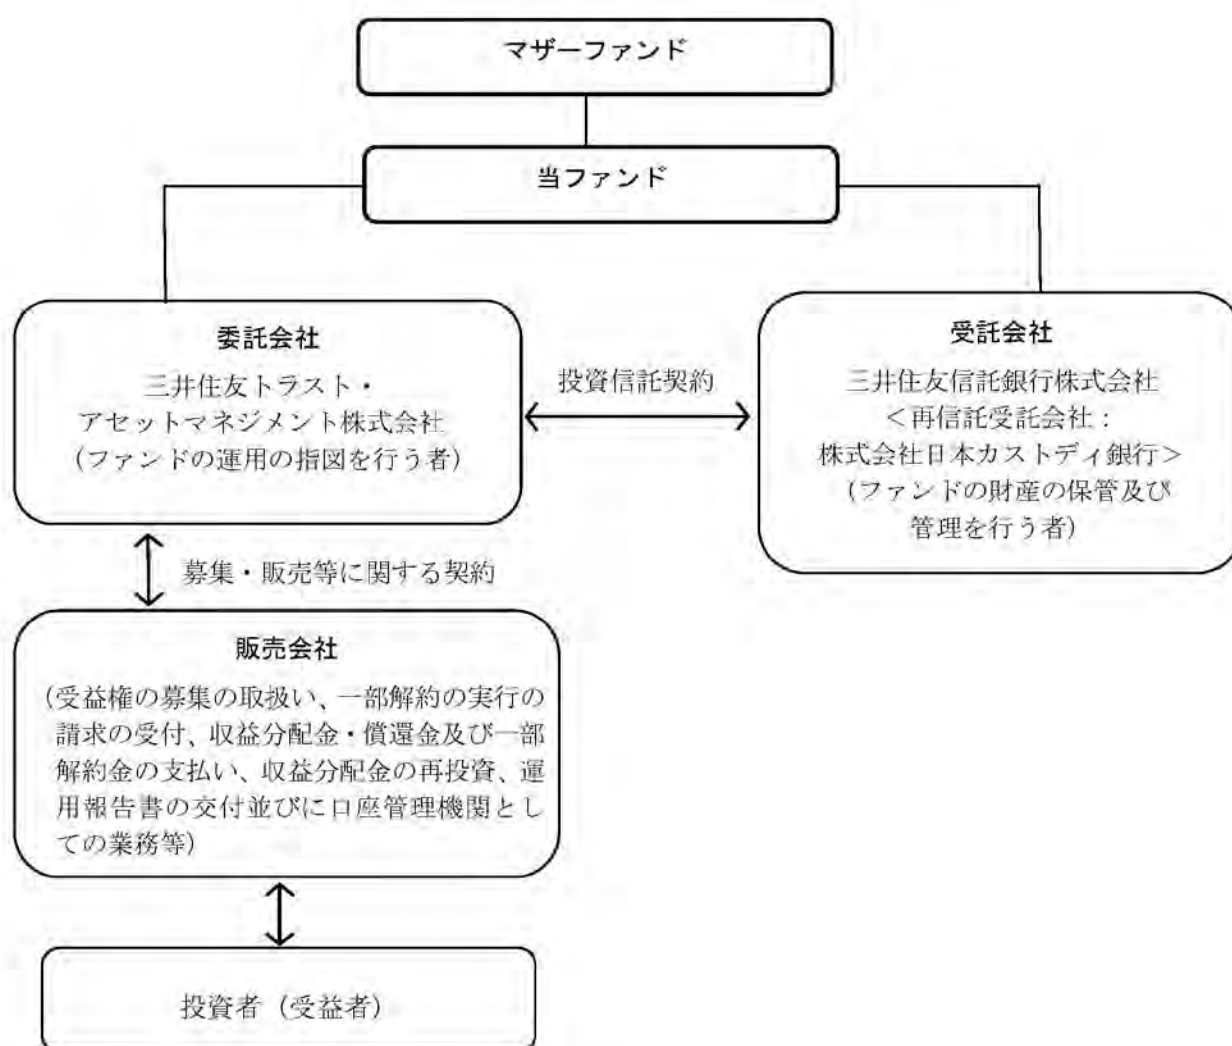 マザーファンド
当ファンド
委託会社
三井住友トラスト・
アセットマネジメント株式会社
(ファンドの運用の指図を行う者)
投資信託契約
受託会社
三井住友信託銀行株式会社
<再信託受託会社:
株式会社日本カストディ銀行>
(ファンドの財産の保管及び
管理を行う者)
募集・販売等に関する契約
販売会社
(受益権の募集の取扱い、一部解約の実行の
請求の受付、収益分配金・償還金及び一部
解約金の支払い、収益分配金の再投資、運
用報告書の交付並びに口座管理機関とし
ての業務等)
投資者(受益者)